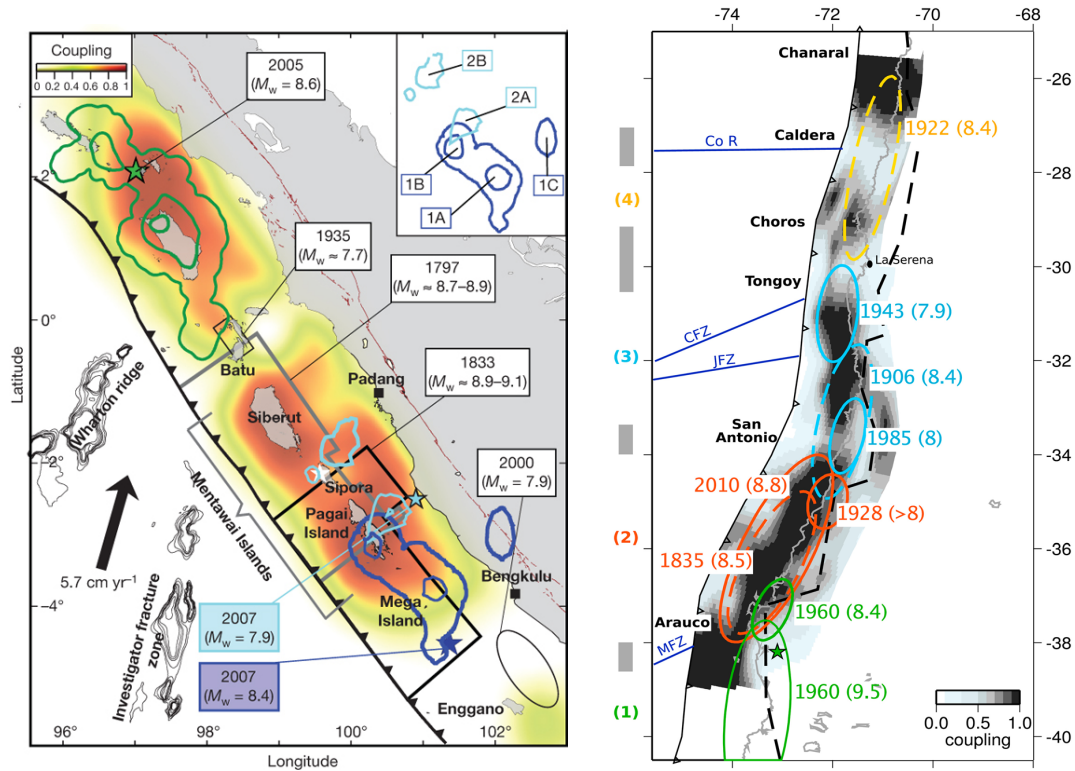 Coupling
0 0.2 0.4 0.6 0.8 1
2005
(Mw = 8.6)
2B
2A
1B
1A
1C
1935
(Mw ≈ 7.7)
1797
(Mw ≈ 8.7–8.9)
1833
(Mw ≈ 8.9–9.1)
2000
(Mw = 7.9)
Batu
Padang
Siberut
Sipora
Pagai
Island
Mentawai Islands
Mega
Island
Bengkulu
Enggano
Wharton ridge
5.7 cm yr⁻¹
Investigator fracture
zone
2007
(Mw = 7.9)
2007
(Mw = 8.4)
Latitude
2°
0°
−2°
−4°
96°
98°
100°
102°
Longitude
-74
-72
-70
-68
-26
-28
-30
-32
-34
-36
-38
-40
Chanaral
Caldera
Choros
Tongoy
La Serena
San
Antonio
Arauco
Co R
CFZ
JFZ
MFZ
(4)
(3)
(2)
(1)
1922 (8.4)
1943 (7.9)
1906 (8.4)
1985 (8)
2010 (8.8)
1928 (>8)
1835 (8.5)
1960 (8.4)
1960 (9.5)
0.0 0.5 1.0
coupling